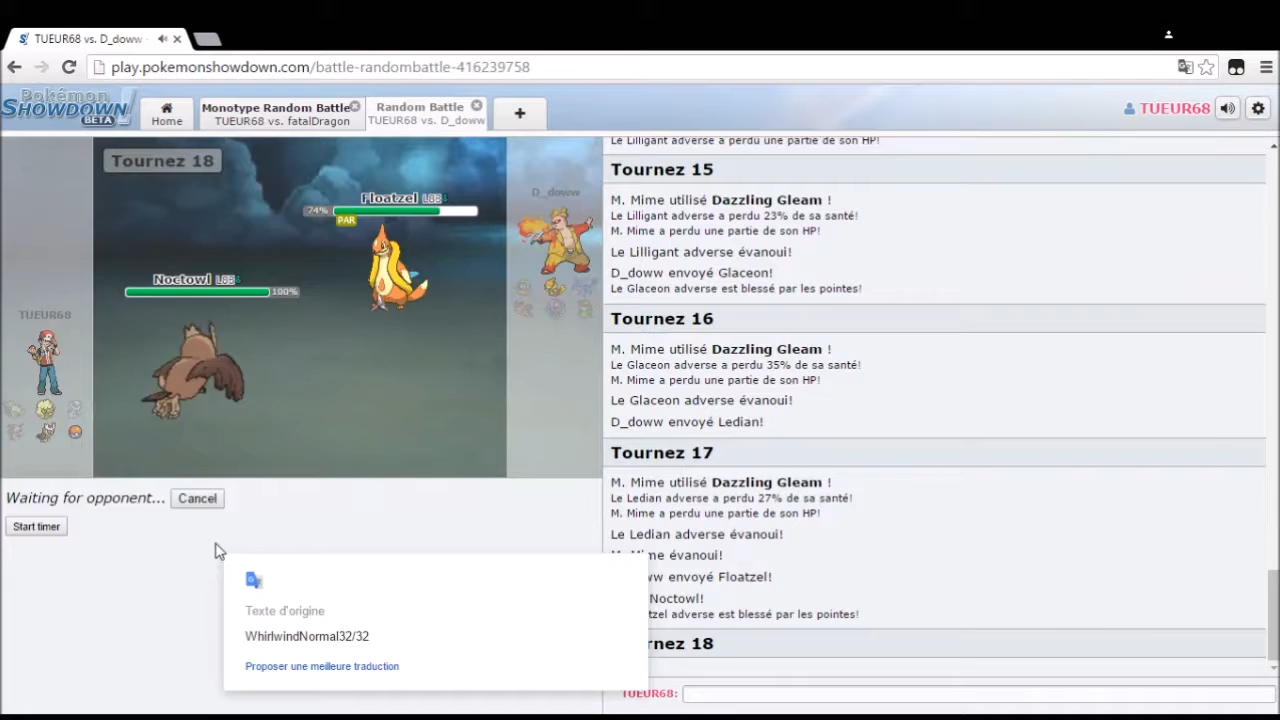 TUEUR68 vs. D_doww
play.pokemonshowdown.com/battle-randombattle-416239758
Pokémon
SHOWDOWN
BETA
Home
Monotype Random Battle
TUEUR68 vs. fatalDragon
Random Battle
TUEUR68 vs. D_doww
+
TUEUR68
Tournez 18
Floatzel
74%
PAR
Noctowl
100%
TUEUR68
D_doww
Waiting for opponent...
Cancel
Start timer
Texte d'origine
WhirlwindNormal32/32
Proposer une meilleure traduction
Le Lilligant adverse a perdu une partie de son HP!
Tournez 15
M. Mime utilisé Dazzling Gleam !
Le Lilligant adverse a perdu 23% de sa santé!
M. Mime a perdu une partie de son HP!
Le Lilligant adverse évanoui!
D_doww envoyé Glaceon!
Le Glaceon adverse est blessé par les pointes!
Tournez 16
M. Mime utilisé Dazzling Gleam !
Le Glaceon adverse a perdu 35% de sa santé!
M. Mime a perdu une partie de son HP!
Le Glaceon adverse évanoui!
D_doww envoyé Ledian!
Tournez 17
M. Mime utilisé Dazzling Gleam !
Le Ledian adverse a perdu 27% de sa santé!
M. Mime a perdu une partie de son HP!
Le Ledian adverse évanoui!
M. Mime évanoui!
ww envoyé Floatzel!
Noctowl!
tzel adverse est blessé par les pointes!
rnez 18
TUEUR68: